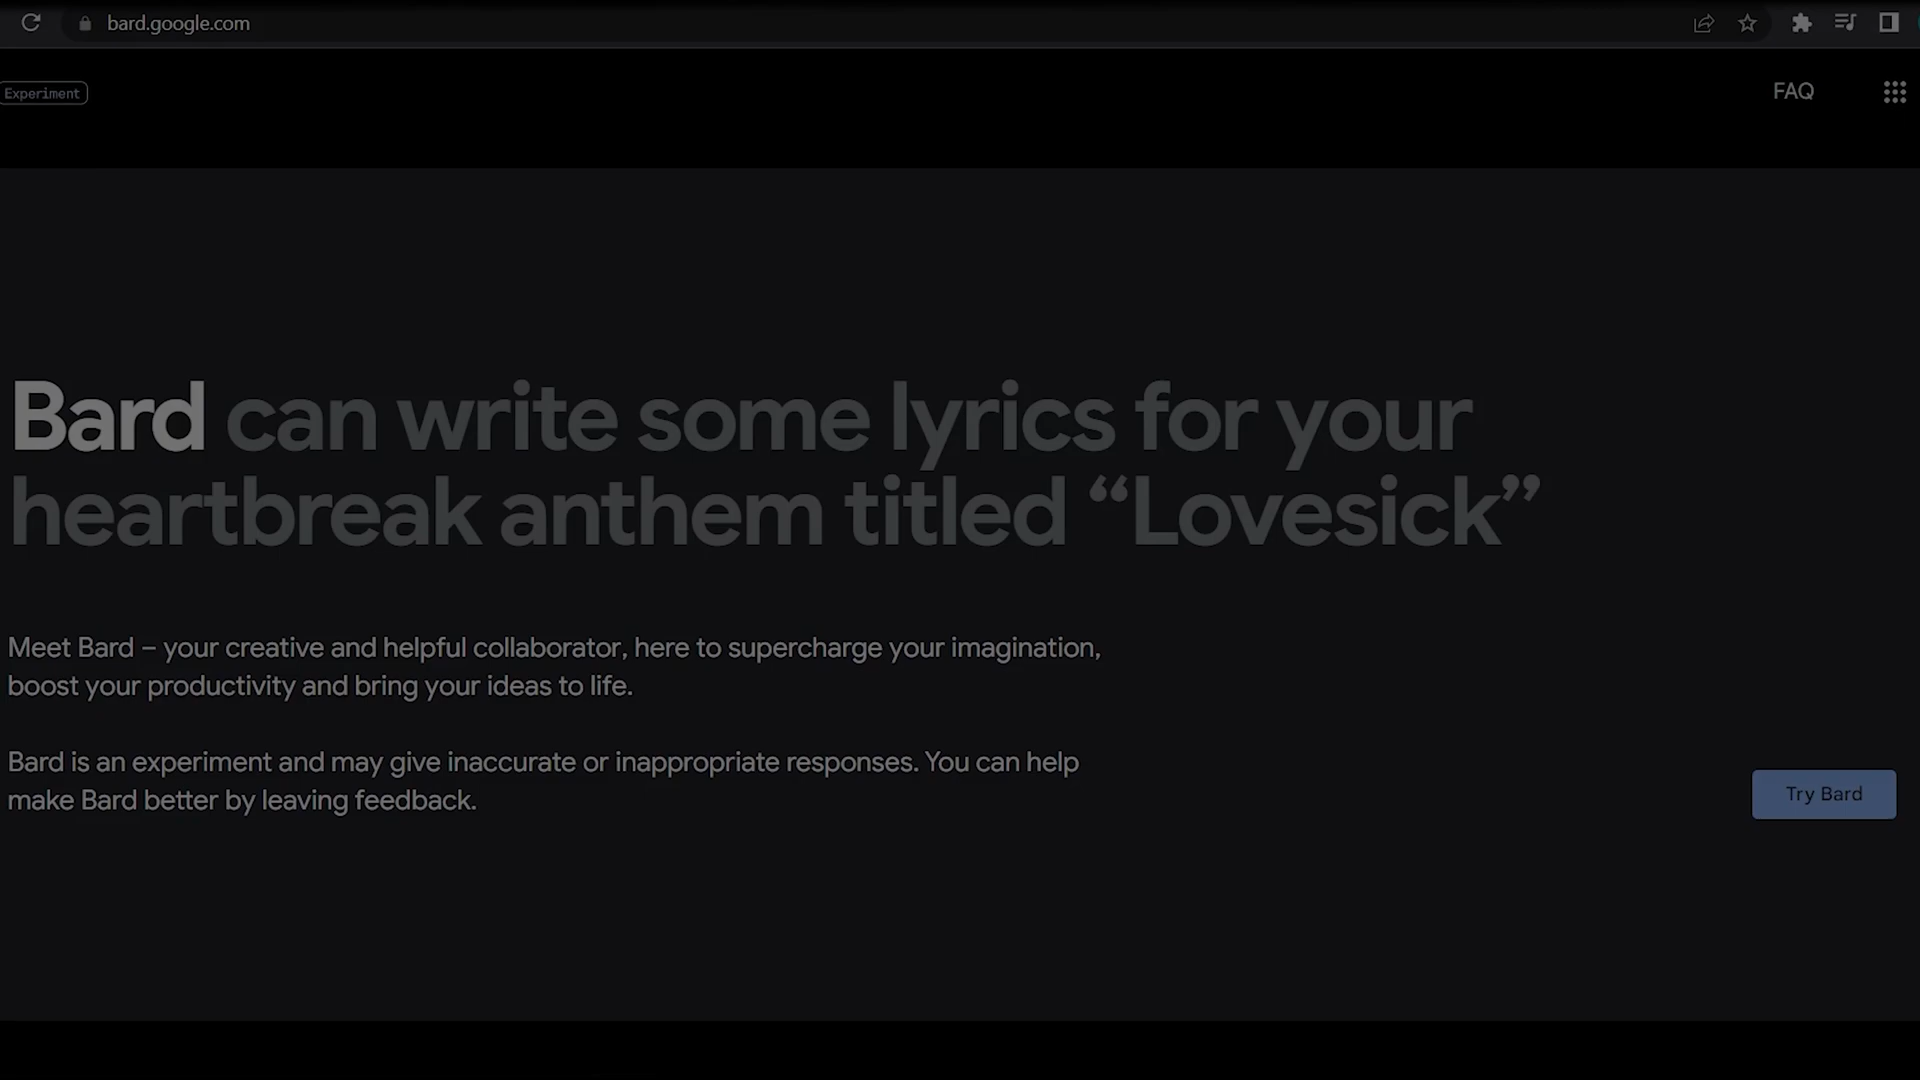 bard.google.com
Experiment
FAQ
Bard can write some lyrics for your
heartbreak anthem titled “Lovesick”
Meet Bard – your creative and helpful collaborator, here to supercharge your imagination,
boost your productivity and bring your ideas to life.
Bard is an experiment and may give inaccurate or inappropriate responses. You can help
make Bard better by leaving feedback.
Try Bard